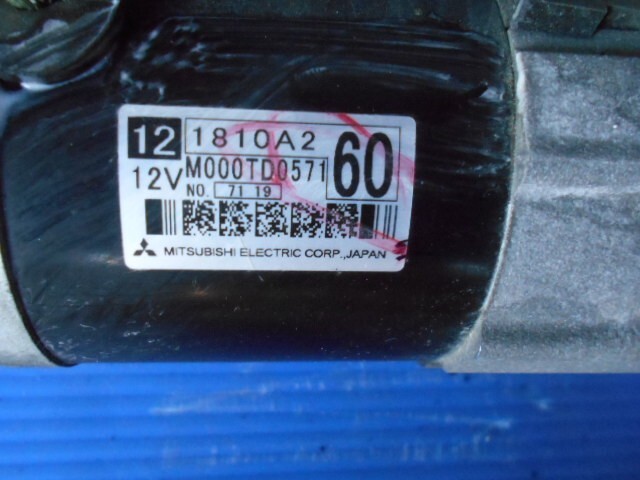 12 1810A2 60
12V M000TD0571
NO. 71 19
MITSUBISHI ELECTRIC CORP.,JAPAN